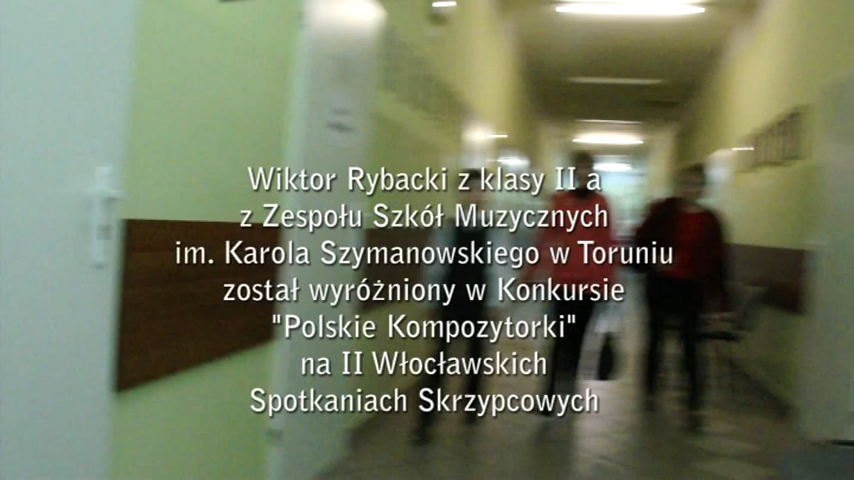 Wiktor Rybacki z klasy II a
z Zespołu Szkół Muzycznych
im. Karola Szymanowskiego w Toruniu
został wyróżniony w Konkursie
"Polskie Kompozytorki"
na II Włocławskich
Spotkaniach Skrzypcowych